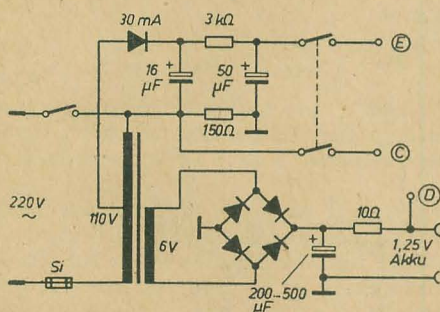 30 mA
3 kΩ
E
+
16
µF
+
50
µF
150Ω
C
D
220V
~
110V
6V
10Ω
+
1,25V
Akku
Si
200-500
µF